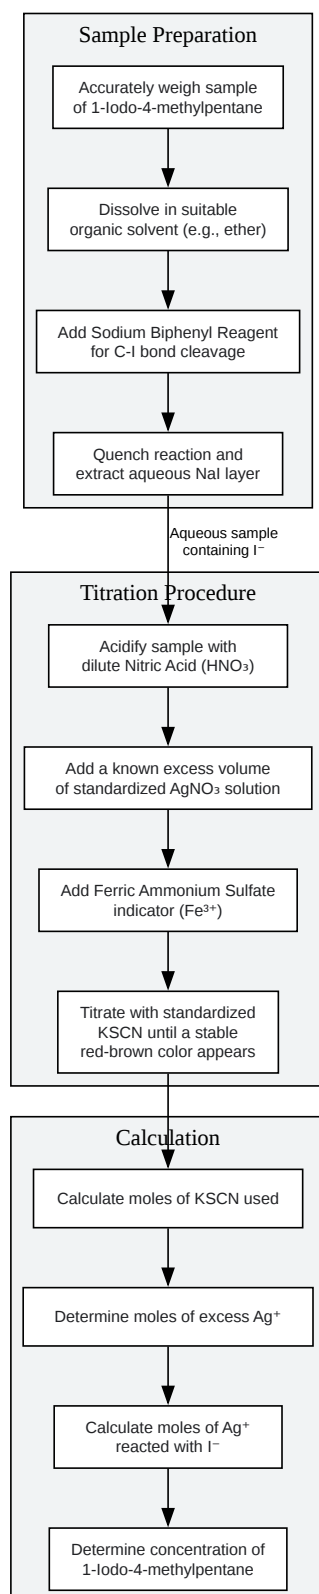 Sample Preparation
Accurately weigh sample
of 1-Iodo-4-methylpentane
Dissolve in suitable
organic solvent (e.g., ether)
Add Sodium Biphenyl Reagent
for C-I bond cleavage
Quench reaction and
extract aqueous NaI layer
Aqueous sample
containing I⁻
Titration Procedure
Acidify sample with
dilute Nitric Acid (HNO₃)
Add a known excess volume
of standardized AgNO₃ solution
Add Ferric Ammonium Sulfate
indicator (Fe³⁺)
Titrate with standardized
KSCN until a stable
red-brown color appears
Calculation
Calculate moles of KSCN used
Determine moles of excess Ag⁺
Calculate moles of Ag⁺
reacted with I⁻
Determine concentration of
1-Iodo-4-methylpentane